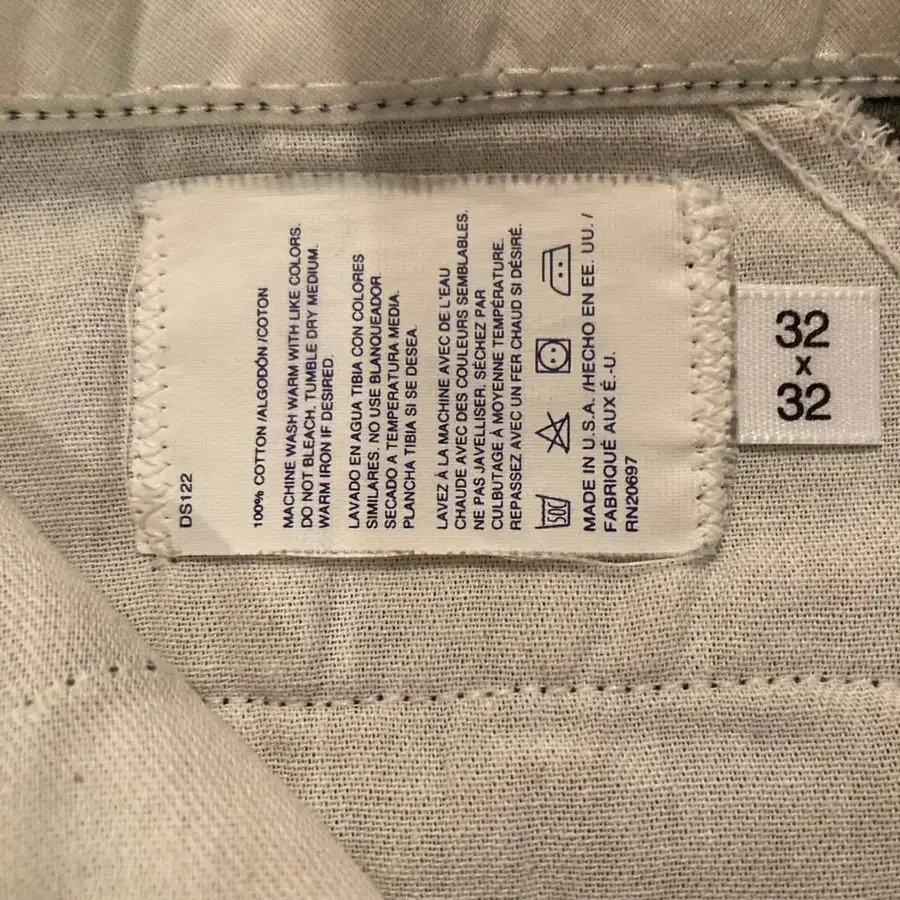 DS122
100% COTTON /ALGODÓN /COTON
MACHINE WASH WARM WITH LIKE COLORS.
DO NOT BLEACH. TUMBLE DRY MEDIUM.
WARM IRON IF DESIRED.
LAVADO EN AGUA TIBIA CON COLORES
SIMILARES. NO USE BLANQUEADOR.
SECADO A TEMPERATURA MEDIA.
PLANCHA TIBIA SI SE DESEA.
LAVEZ À LA MACHINE AVEC DE L'EAU
CHAUDE AVEC DES COULEURS SEMBLABLES.
NE PAS JAVELLISER. SÉCHEZ PAR
CULBUTAGE À MOYENNE TEMPÉRATURE.
REPASSEZ AVEC UN FER CHAUD SI DÉSIRÉ.
50C
MADE IN U.S.A. /HECHO EN EE. UU. /
FABRIQUÉ AUX É.-U.
RN20697
32
x
32